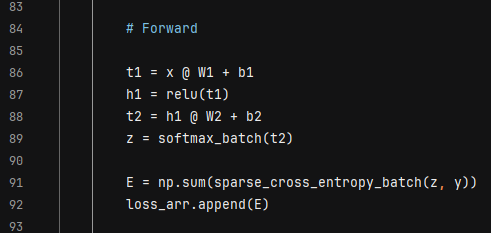 83
84 # Forward
85
86 t1 = x @ W1 + b1
87 h1 = relu(t1)
88 t2 = h1 @ W2 + b2
89 z = softmax_batch(t2)
90
91 E = np.sum(sparse_cross_entropy_batch(z, y))
92 loss_arr.append(E)
93